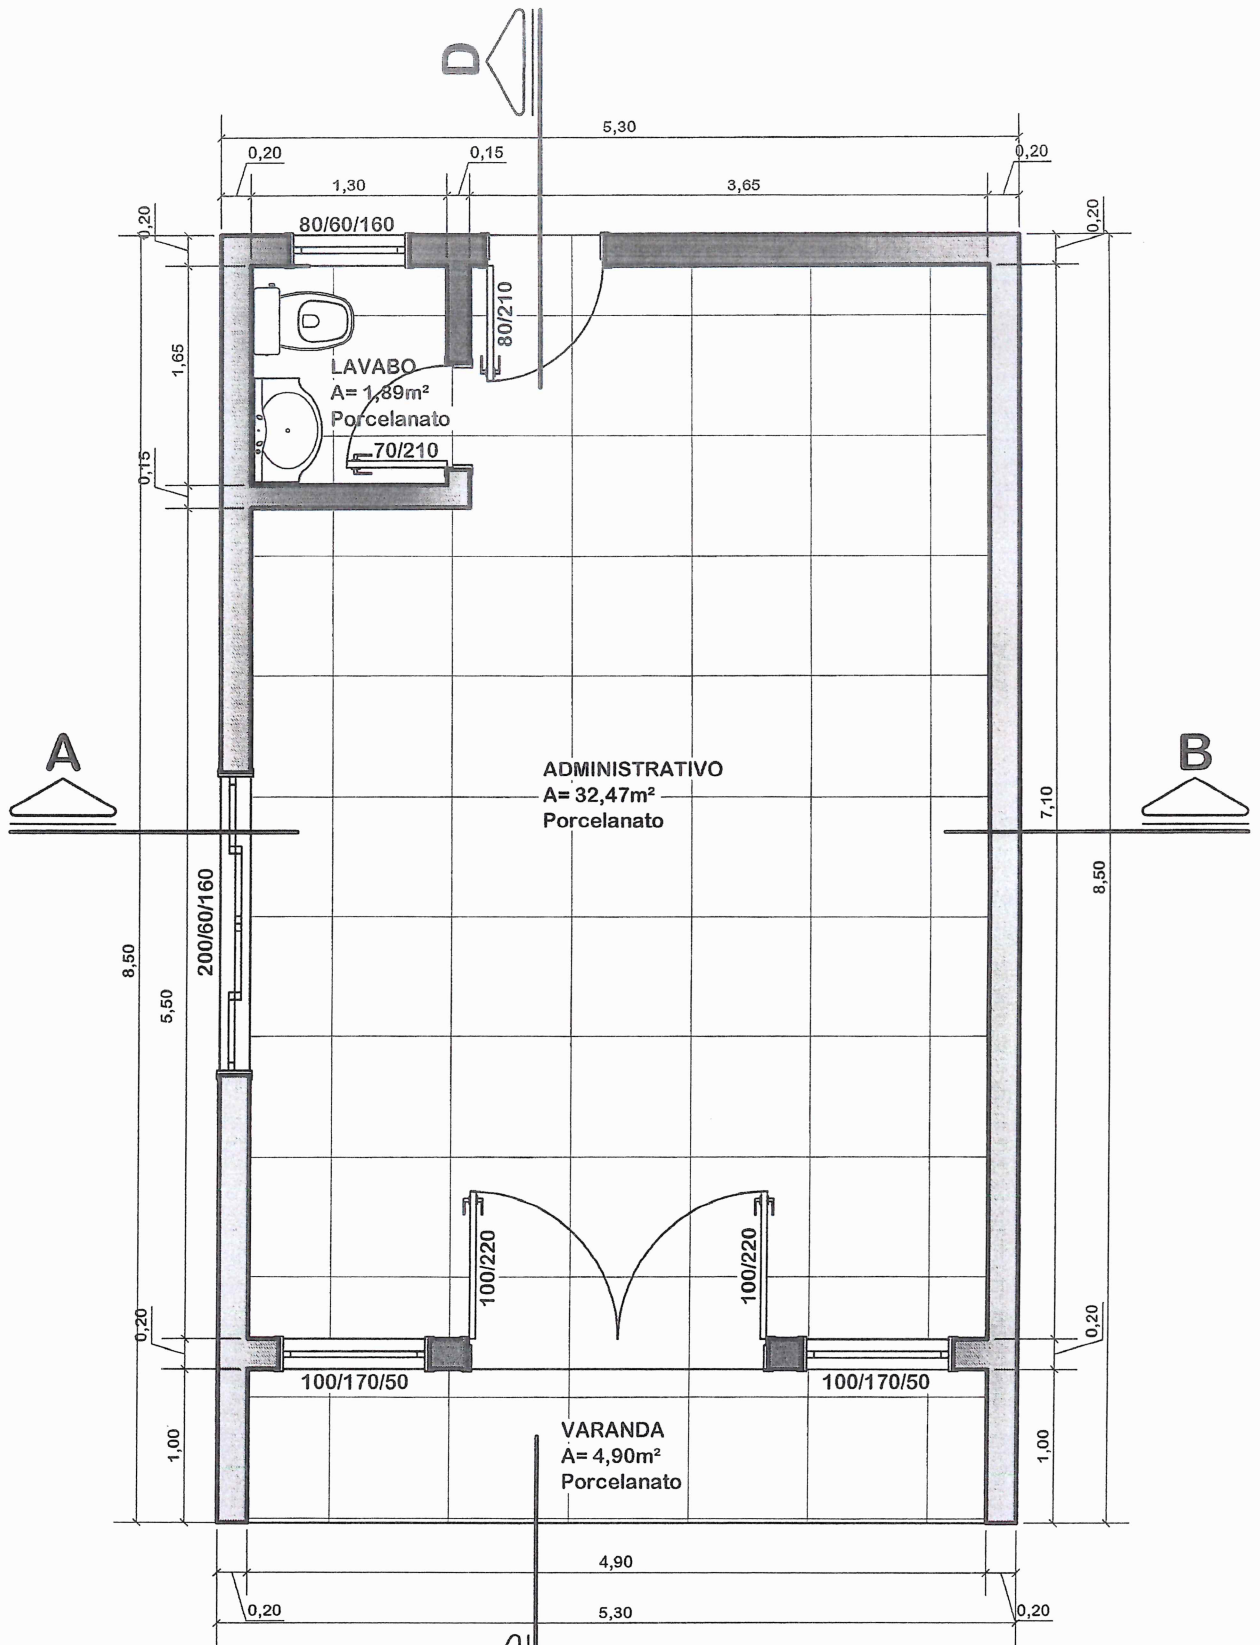 D
5,30
0,20
0,15
0,20
1,30
3,65
0,20
80/60/160
0,20
80/210
1,65
LAVABO
A= 1,89m²
Porcelanato
70/210
0,15
A
B
ADMINISTRATIVO
A= 32,47m²
Porcelanato
7,10
8,50
200/60/160
8,50
5,50
100/220
100/220
0,20
0,20
100/170/50
100/170/50
VARANDA
A= 4,90m²
Porcelanato
1,00
1,00
4,90
0,20
5,30
0,20